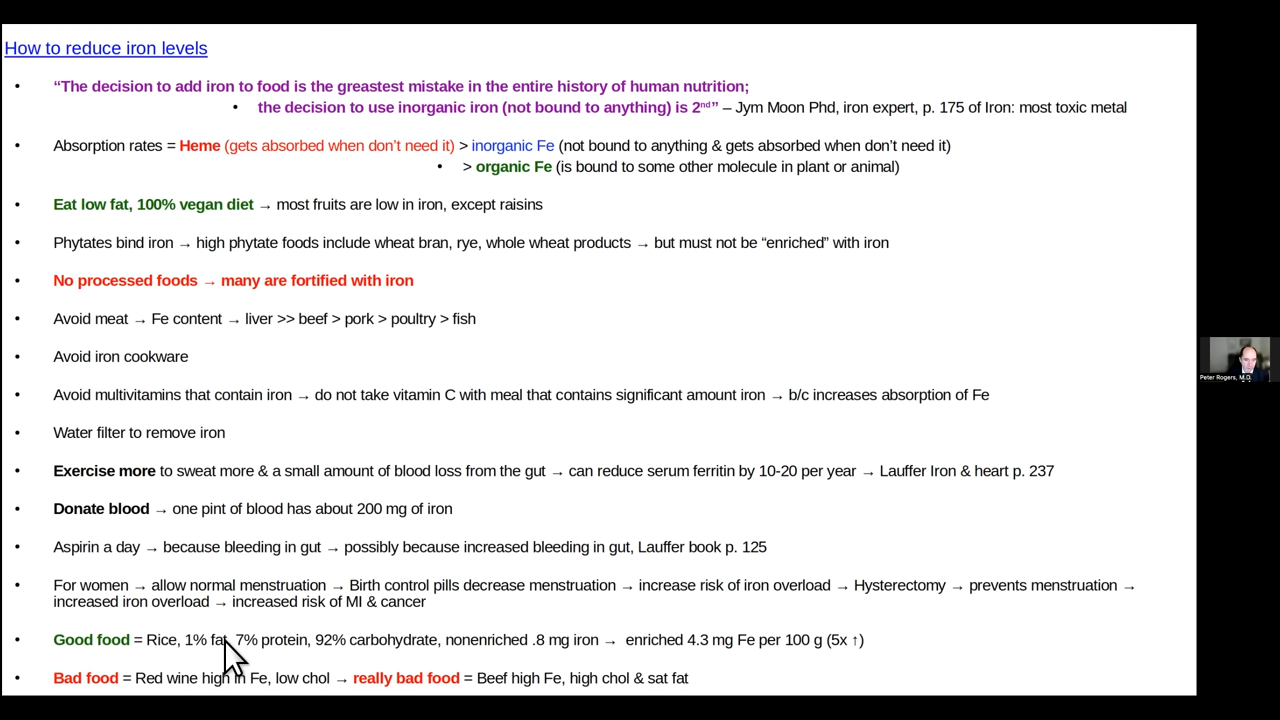 How to reduce iron levels
• “The decision to add iron to food is the greastest mistake in the entire history of human nutrition;
• the decision to use inorganic iron (not bound to anything) is 2nd” – Jym Moon Phd, iron expert, p. 175 of Iron: most toxic metal
• Absorption rates = Heme (gets absorbed when don’t need it) > inorganic Fe (not bound to anything & gets absorbed when don’t need it)
• > organic Fe (is bound to some other molecule in plant or animal)
• Eat low fat, 100% vegan diet → most fruits are low in iron, except raisins
• Phytates bind iron → high phytate foods include wheat bran, rye, whole wheat products → but must not be “enriched” with iron
• No processed foods → many are fortified with iron
• Avoid meat → Fe content → liver >> beef > pork > poultry > fish
• Avoid iron cookware
• Avoid multivitamins that contain iron → do not take vitamin C with meal that contains significant amount iron → b/c increases absorption of Fe
• Water filter to remove iron
• Exercise more to sweat more & a small amount of blood loss from the gut → can reduce serum ferritin by 10-20 per year → Lauffer Iron & heart p. 237
• Donate blood → one pint of blood has about 200 mg of iron
• Aspirin a day → because bleeding in gut → possibly because increased bleeding in gut, Lauffer book p. 125
• For women → allow normal menstruation → Birth control pills decrease menstruation → increase risk of iron overload → Hysterectomy → prevents menstruation →
increased iron overload → increased risk of MI & cancer
• Good food = Rice, 1% fat, 7% protein, 92% carbohydrate, nonenriched .8 mg iron → enriched 4.3 mg Fe per 100 g (5x ↑)
• Bad food = Red wine high in Fe, low chol → really bad food = Beef high Fe, high chol & sat fat
Peter Rogers, M.D.